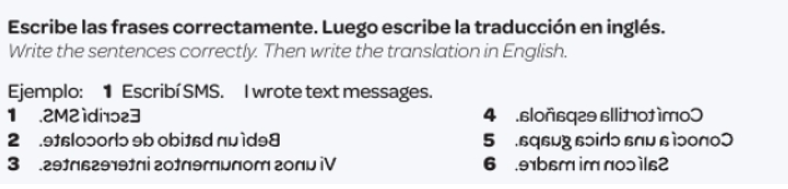 Escribe las frases correctamente. Luego escribe la traducción en inglés.
Write the sentences correctly. Then write the translation in English.
Ejemplo: 1 Escribí SMS. I wrote text messages.
1 Escribí SMS.
2 Bebí un batido de chocolate.
3 Vi unos monumentos interesantes.
4 Comí tortilla española.
5 Conocí a una chica guapa.
6 Salí con mi madre.